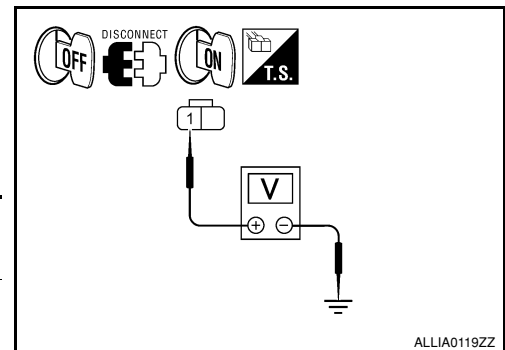 DISCONNECT
OFF
ON
T.S.
1
V
+ −
ALLIA0119ZZ